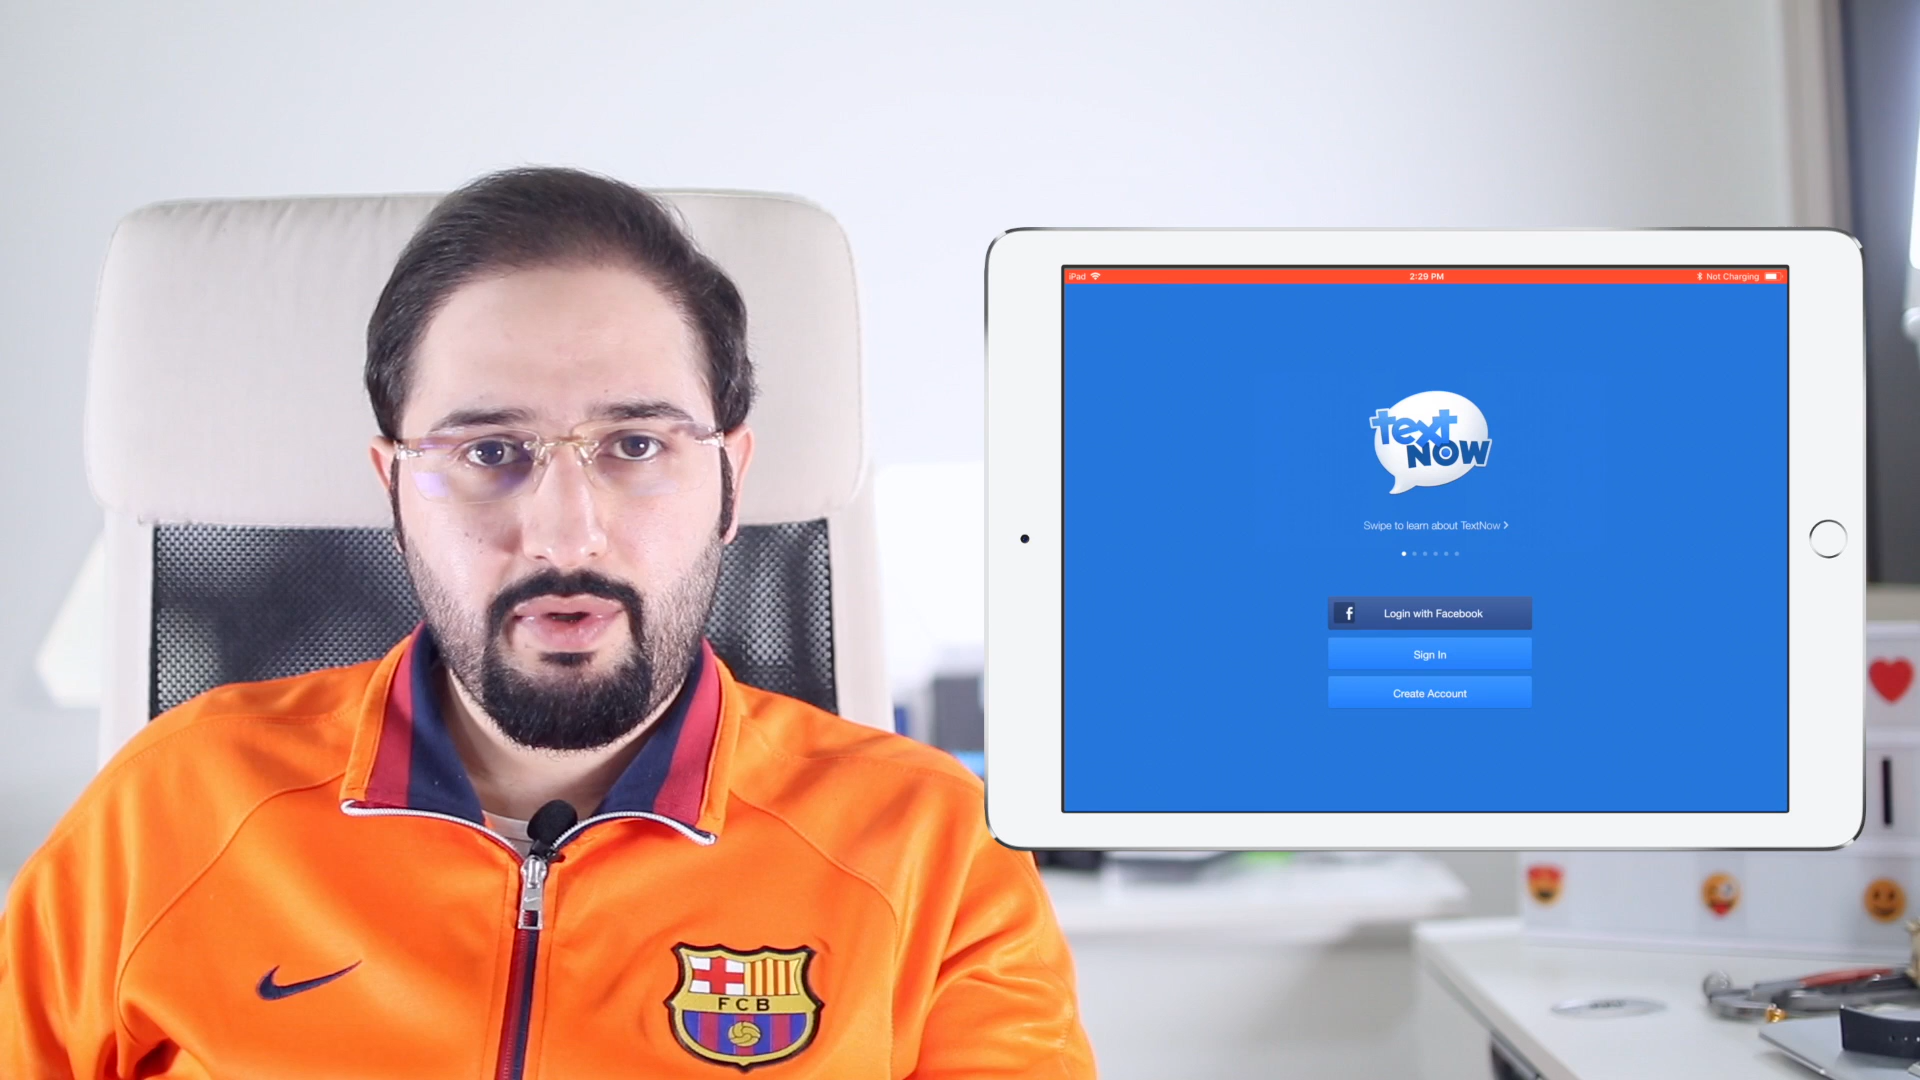 iPad
2:29 PM
Not Charging
text
NOW
Swipe to learn about TextNow
f
Login with Facebook
Sign In
Create Account
FCB